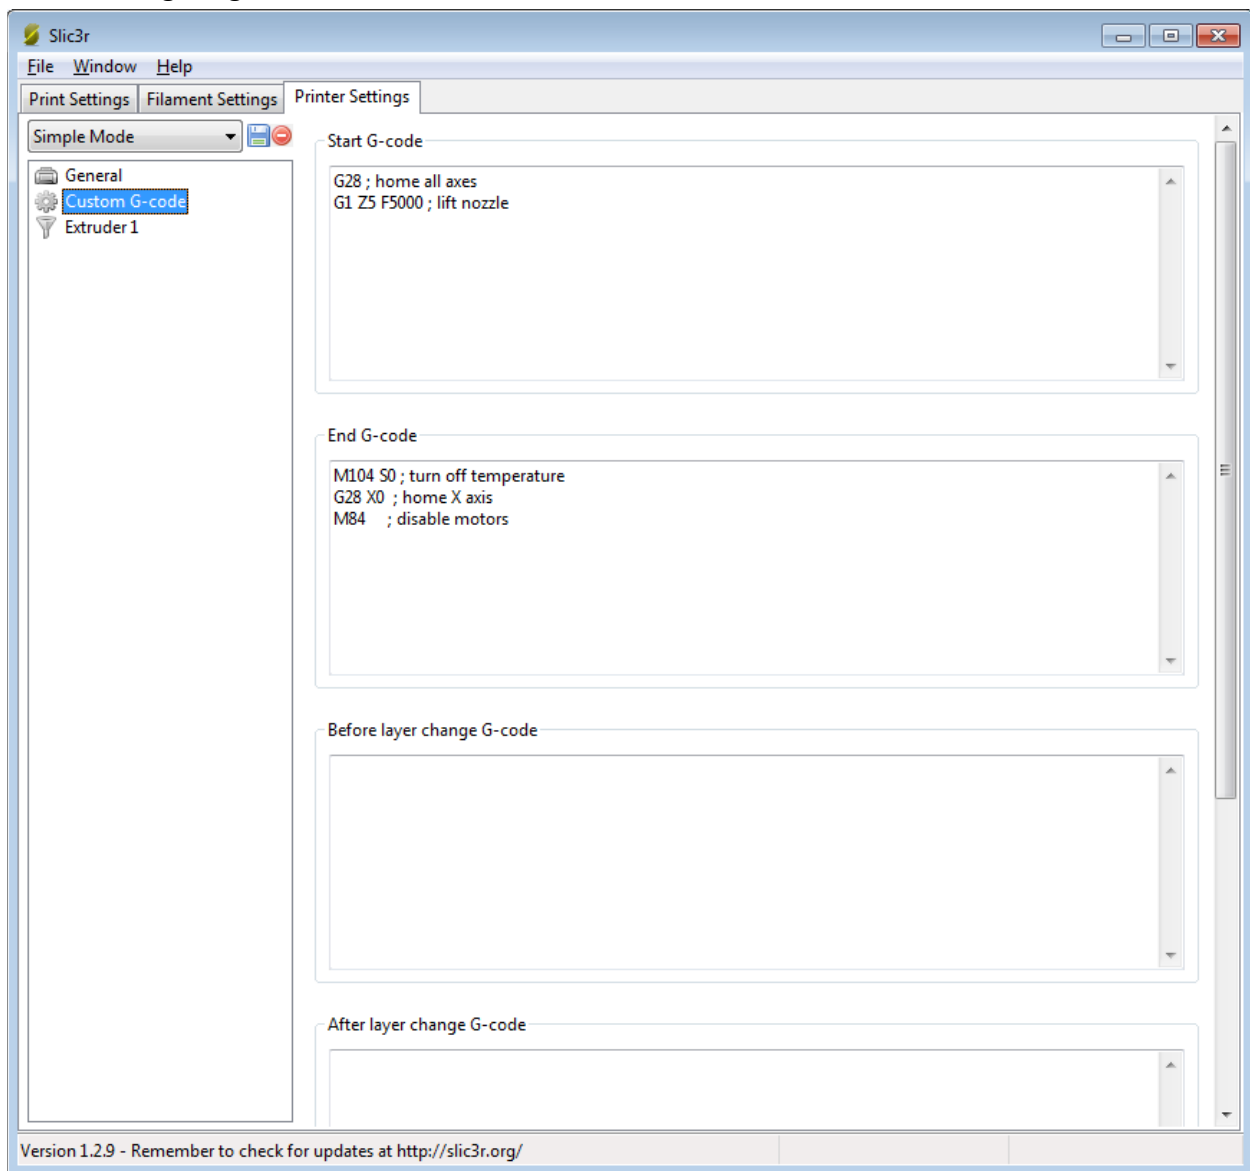 Slic3r
File Window Help
Print Settings Filament Settings Printer Settings
Simple Mode
General
Custom G-code
Extruder 1
Start G-code
G28 ; home all axes
G1 Z5 F5000 ; lift nozzle
End G-code
M104 S0 ; turn off temperature
G28 X0  ; home X axis
M84     ; disable motors
Before layer change G-code
After layer change G-code
Version 1.2.9 - Remember to check for updates at http://slic3r.org/